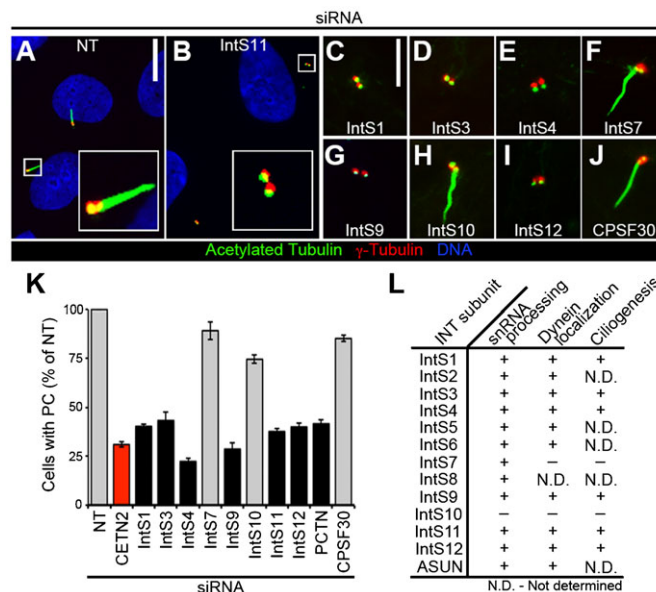 siRNA
A NT
B IntS11
C IntS1
D IntS3
E IntS4
F IntS7
G IntS9
H IntS10
I IntS12
J CPSF30
Acetylated Tubulin γ-Tubulin DNA
K
Cells with PC (% of NT)
100
75
50
25
0
NT CETN2 IntS1 IntS3 IntS4 IntS7 IntS9 IntS10 IntS11 IntS12 PCTN CPSF30
siRNA
L
INT subunit snRNA processing Dynein localization Ciliogenesis
IntS1 + + +
IntS2 + + N.D.
IntS3 + + +
IntS4 + + +
IntS5 + + N.D.
IntS6 + + N.D.
IntS7 + – –
IntS8 + N.D. N.D.
IntS9 + + +
IntS10 – – –
IntS11 + + +
IntS12 + + +
ASUN + + N.D.
N.D. - Not determined